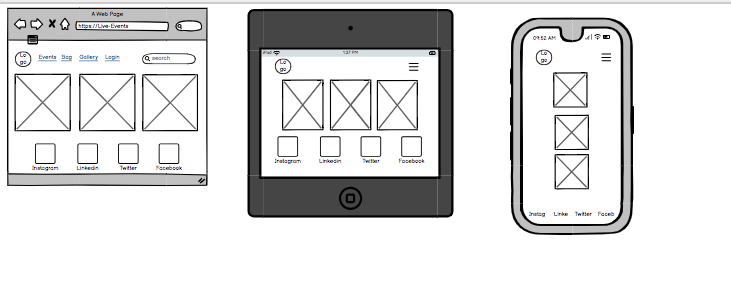 A Web Page
https://Live-Events
Lo
go
Events Bog Gallery Login
search
Instagram Linkedin Twitter Facebook
iPad 1:37 PM
Lo
go
Instagram Linkedin Twitter Facebook
09:52 AM
Lo
go
Instag Linke Twitter Faceb